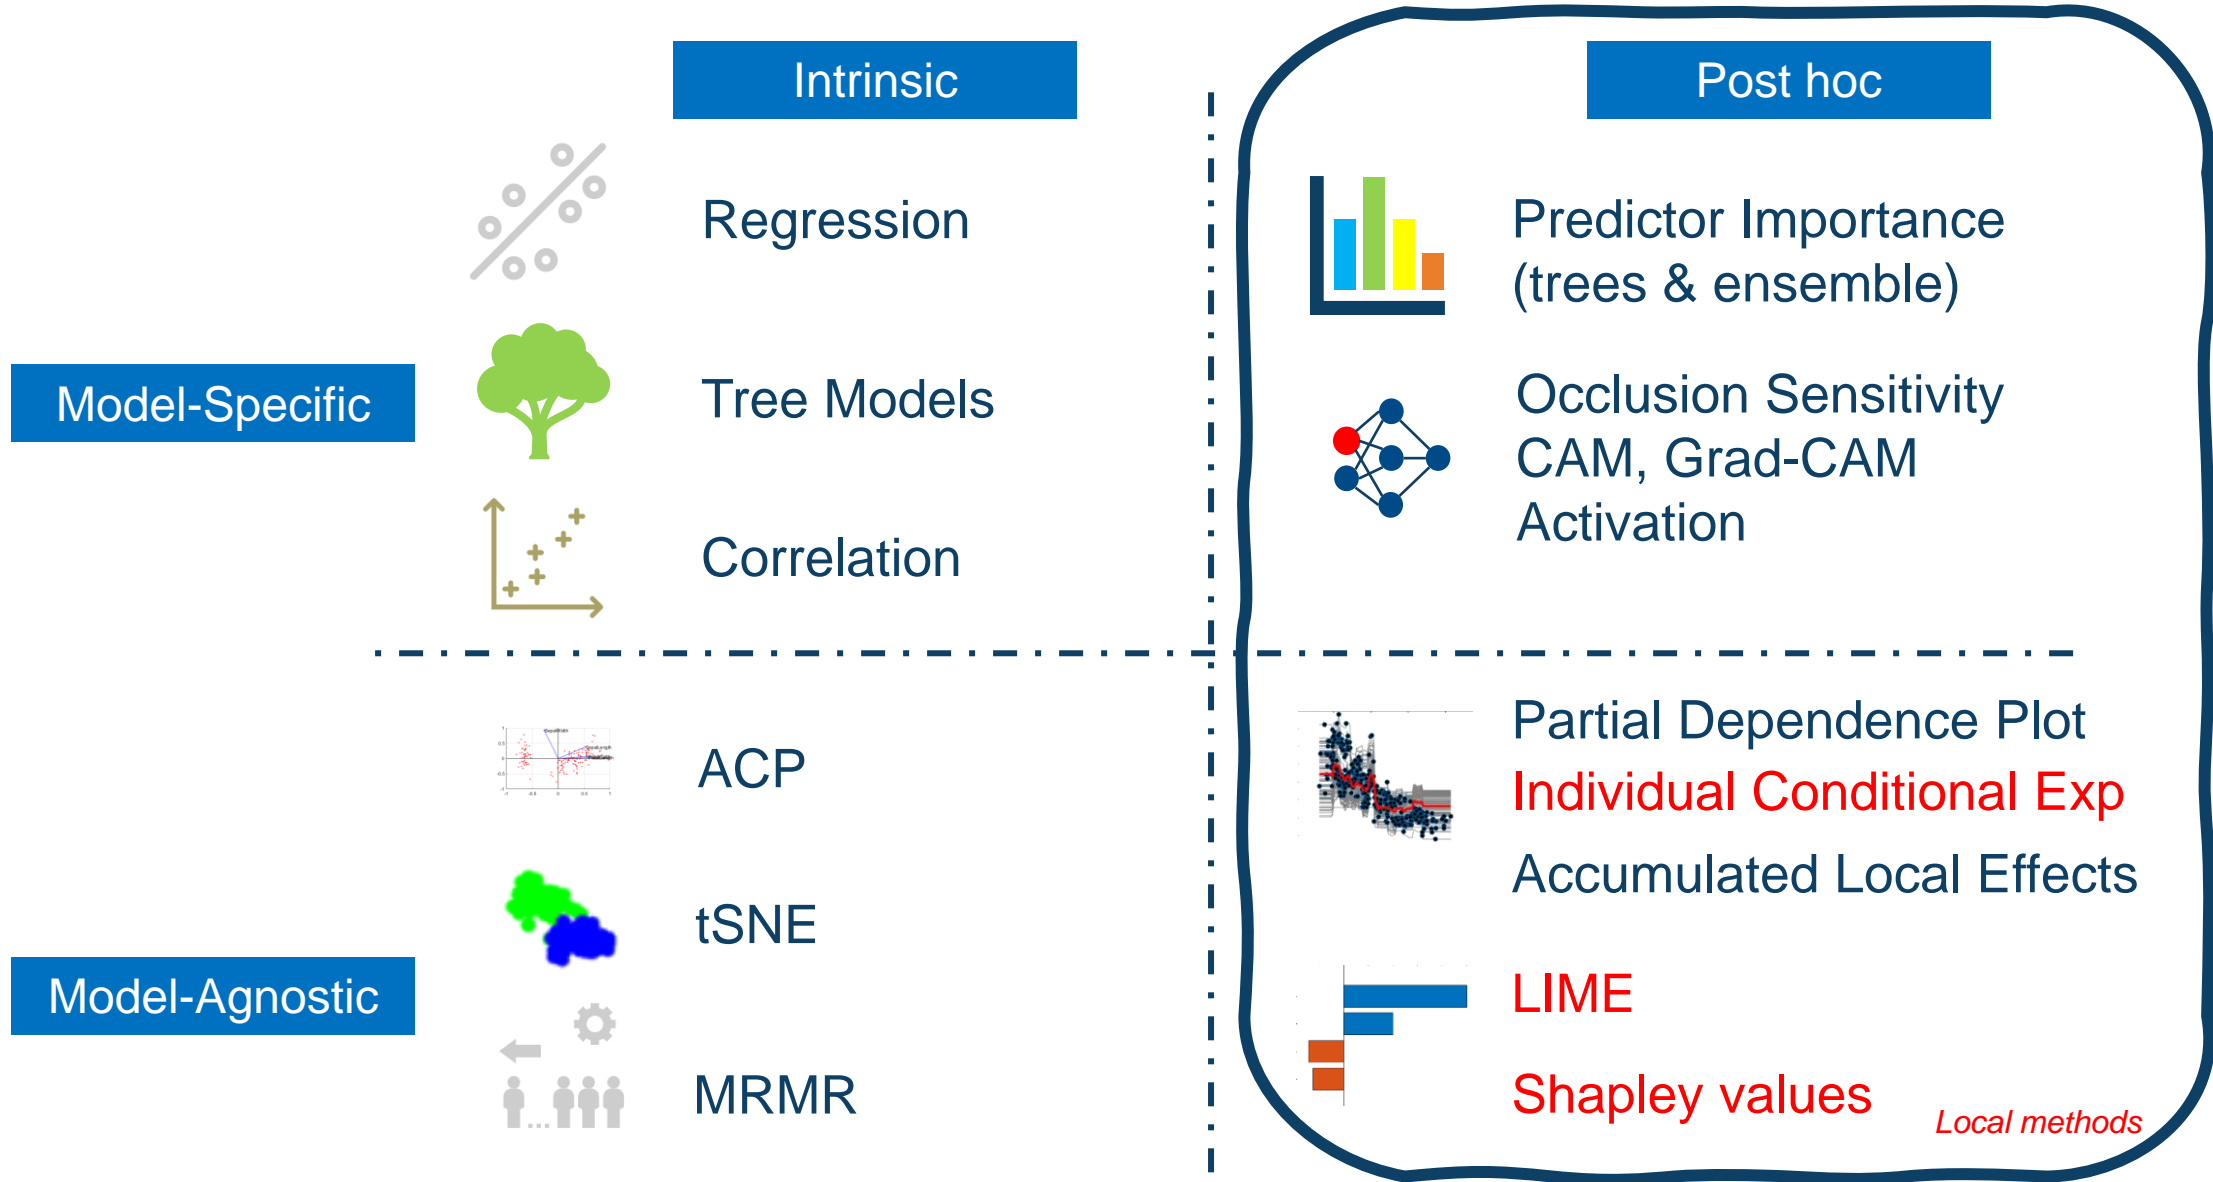 Intrinsic
Post hoc
Model-Specific
Regression
Tree Models
Correlation
Predictor Importance
(trees & ensemble)
Occlusion Sensitivity
CAM, Grad-CAM
Activation
Model-Agnostic
ACP
tSNE
MRMR
Partial Dependence Plot
Individual Conditional Exp
Accumulated Local Effects
LIME
Shapley values
Local methods